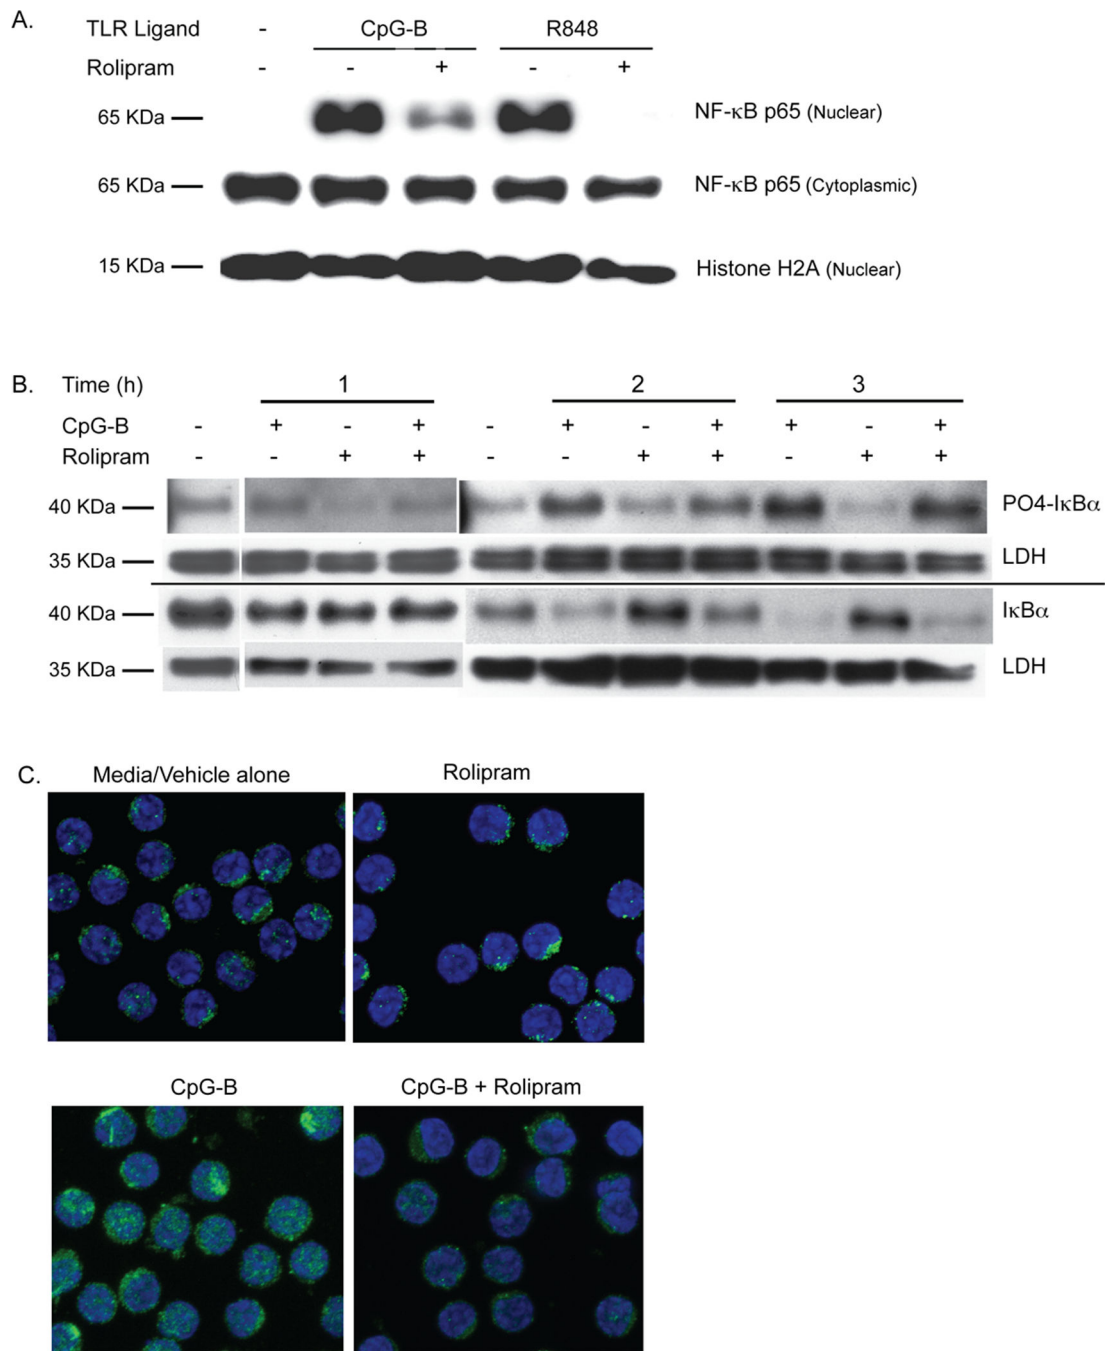 A.
TLR Ligand - CpG-B R848
Rolipram - - + - +
65 KDa NF-κB p65 (Nuclear)
65 KDa NF-κB p65 (Cytoplasmic)
15 KDa Histone H2A (Nuclear)
B. Time (h) 1 2 3
CpG-B - + - + - + - + + - +
Rolipram - - + + - - + + - + +
40 KDa PO4-IκBα
35 KDa LDH
40 KDa IκBα
35 KDa LDH
C. Media/Vehicle alone Rolipram
CpG-B CpG-B + Rolipram